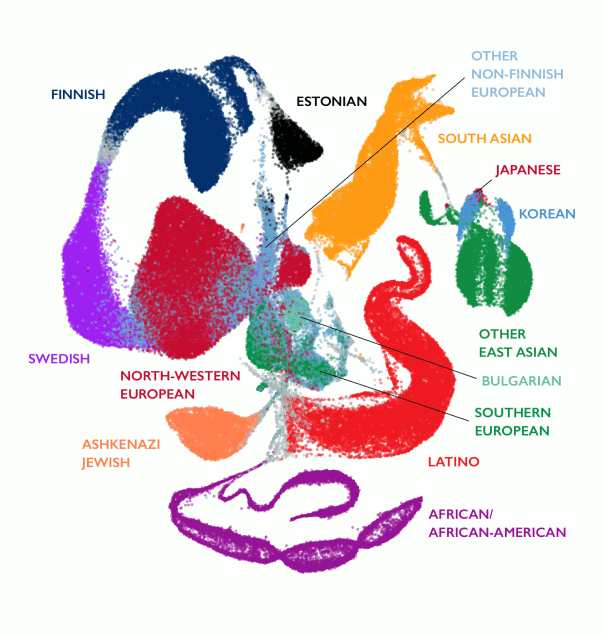 OTHER
NON-FINNISH
EUROPEAN
FINNISH
ESTONIAN
SOUTH ASIAN
JAPANESE
KOREAN
OTHER
EAST ASIAN
SWEDISH
NORTH-WESTERN
EUROPEAN
BULGARIAN
SOUTHERN
EUROPEAN
ASHKENAZI
JEWISH
LATINO
AFRICAN/
AFRICAN-AMERICAN